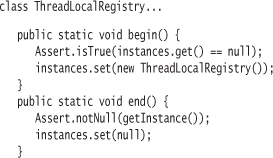 class ThreadLocalRegistry...
public static void begin() {
Assert.isTrue(instances.get() == null);
instances.set(new ThreadLocalRegistry());
}
public static void end() {
Assert.notNull(getInstance());
instances.set(null);
}